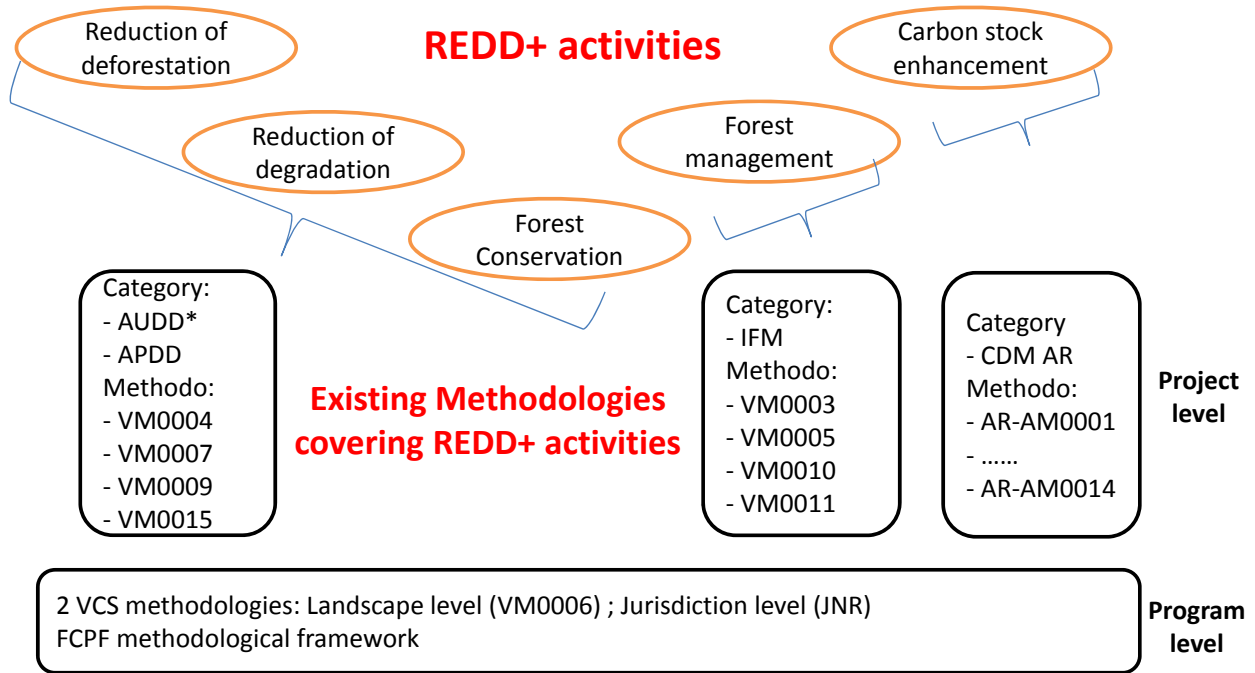 Reduction of
deforestation
REDD+ activities
Carbon stock
enhancement
Reduction of
degradation
Forest
management
Forest
Conservation
Category:
- AUDD*
- APDD
Methodo:
- VM0004
- VM0007
- VM0009
- VM0015
Existing Methodologies
covering REDD+ activities
Category:
- IFM
Methodo:
- VM0003
- VM0005
- VM0010
- VM0011
Category
- CDM AR
Methodo:
- AR-AM0001
- ......
- AR-AM0014
Project
level
2 VCS methodologies: Landscape level (VM0006) ; Jurisdiction level (JNR)
FCPF methodological framework
Program
level